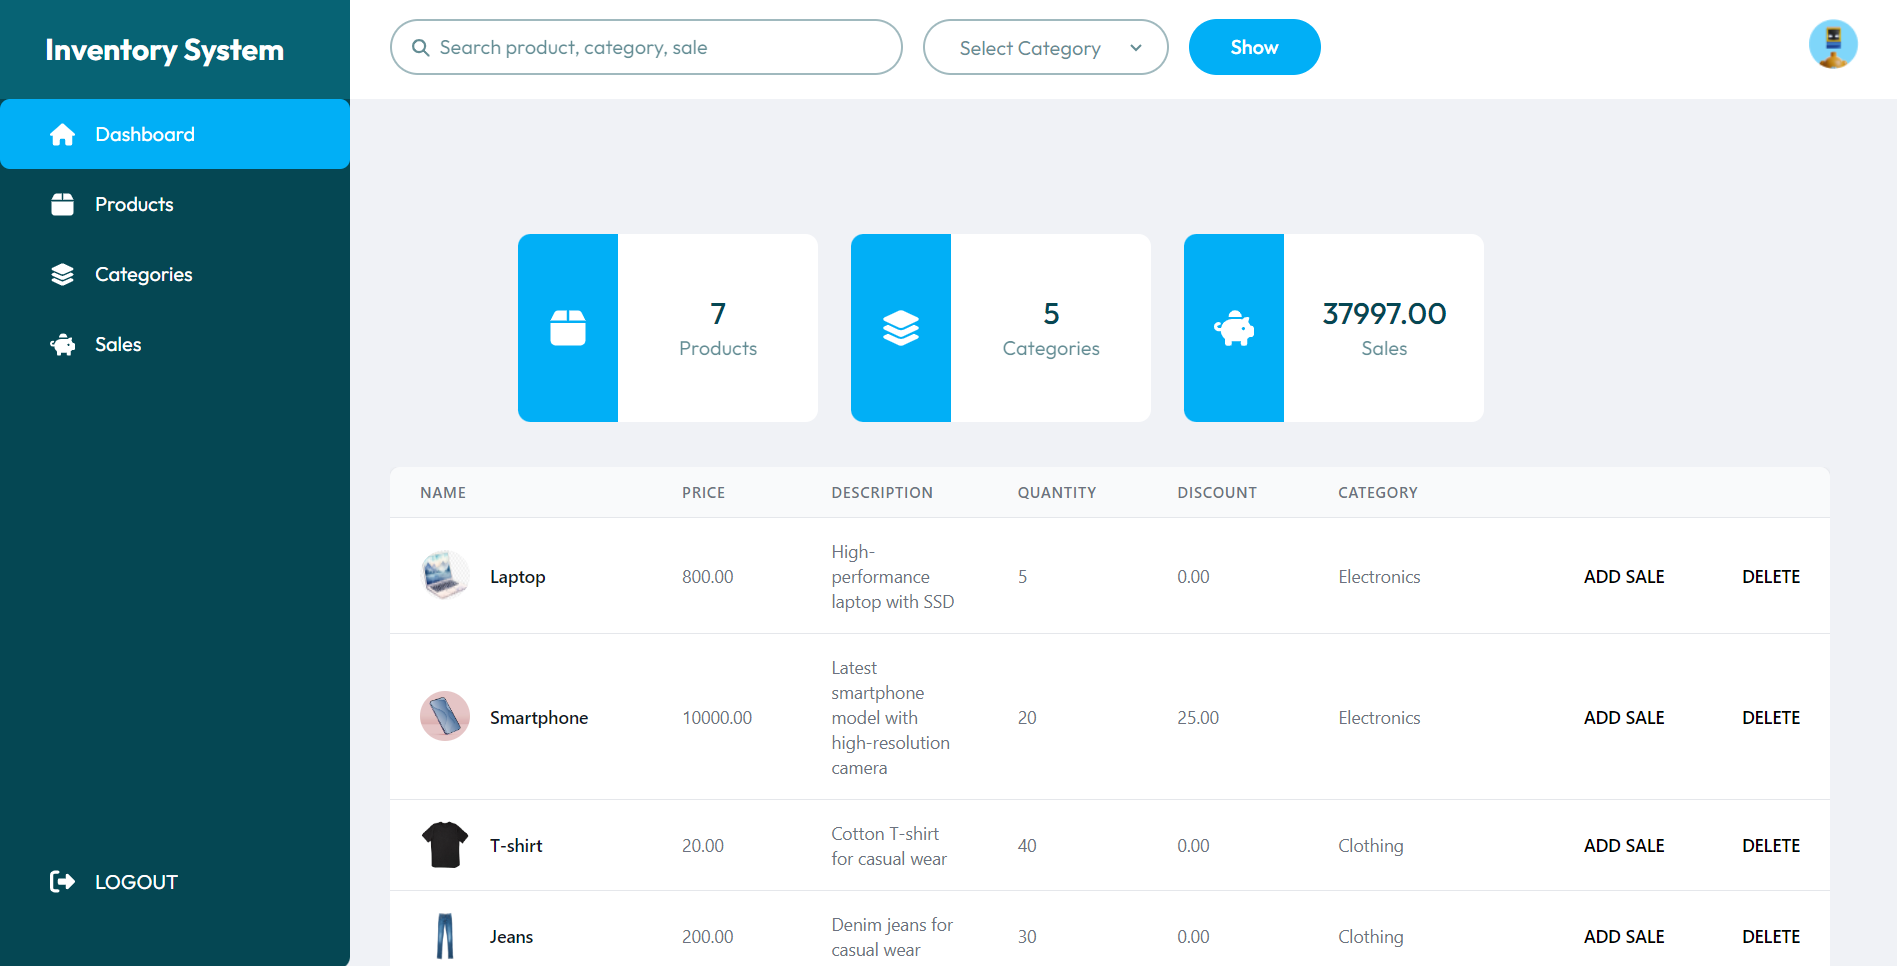 Inventory System
Search product, category, sale
Select Category
Show
Dashboard
Products
Categories
Sales
LOGOUT
7
Products
5
Categories
37997.00
Sales
NAME PRICE DESCRIPTION QUANTITY DISCOUNT CATEGORY
Laptop 800.00 High-
performance
laptop with SSD 5 0.00 Electronics ADD SALE DELETE
Smartphone 10000.00 Latest
smartphone
model with
high-resolution
camera 20 25.00 Electronics ADD SALE DELETE
T-shirt 20.00 Cotton T-shirt
for casual wear 40 0.00 Clothing ADD SALE DELETE
Jeans 200.00 Denim jeans for
casual wear 30 0.00 Clothing ADD SALE DELETE